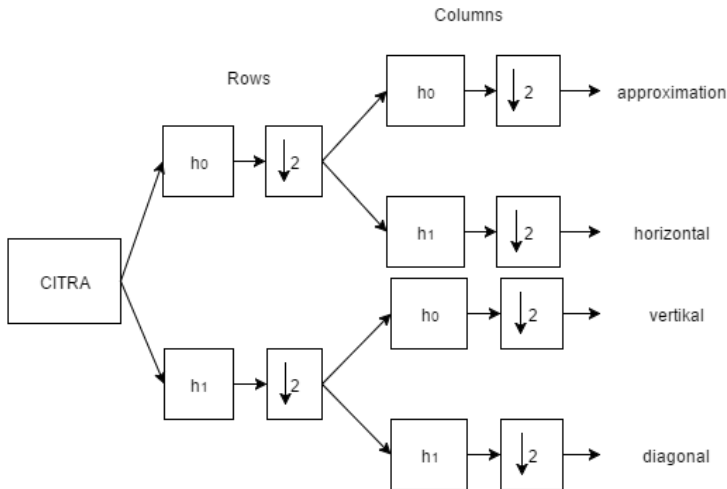 Columns
Rows
h0
2
approximation
h0
2
h1
2
horizontal
CITRA
h0
2
vertikal
h1
2
h1
2
diagonal